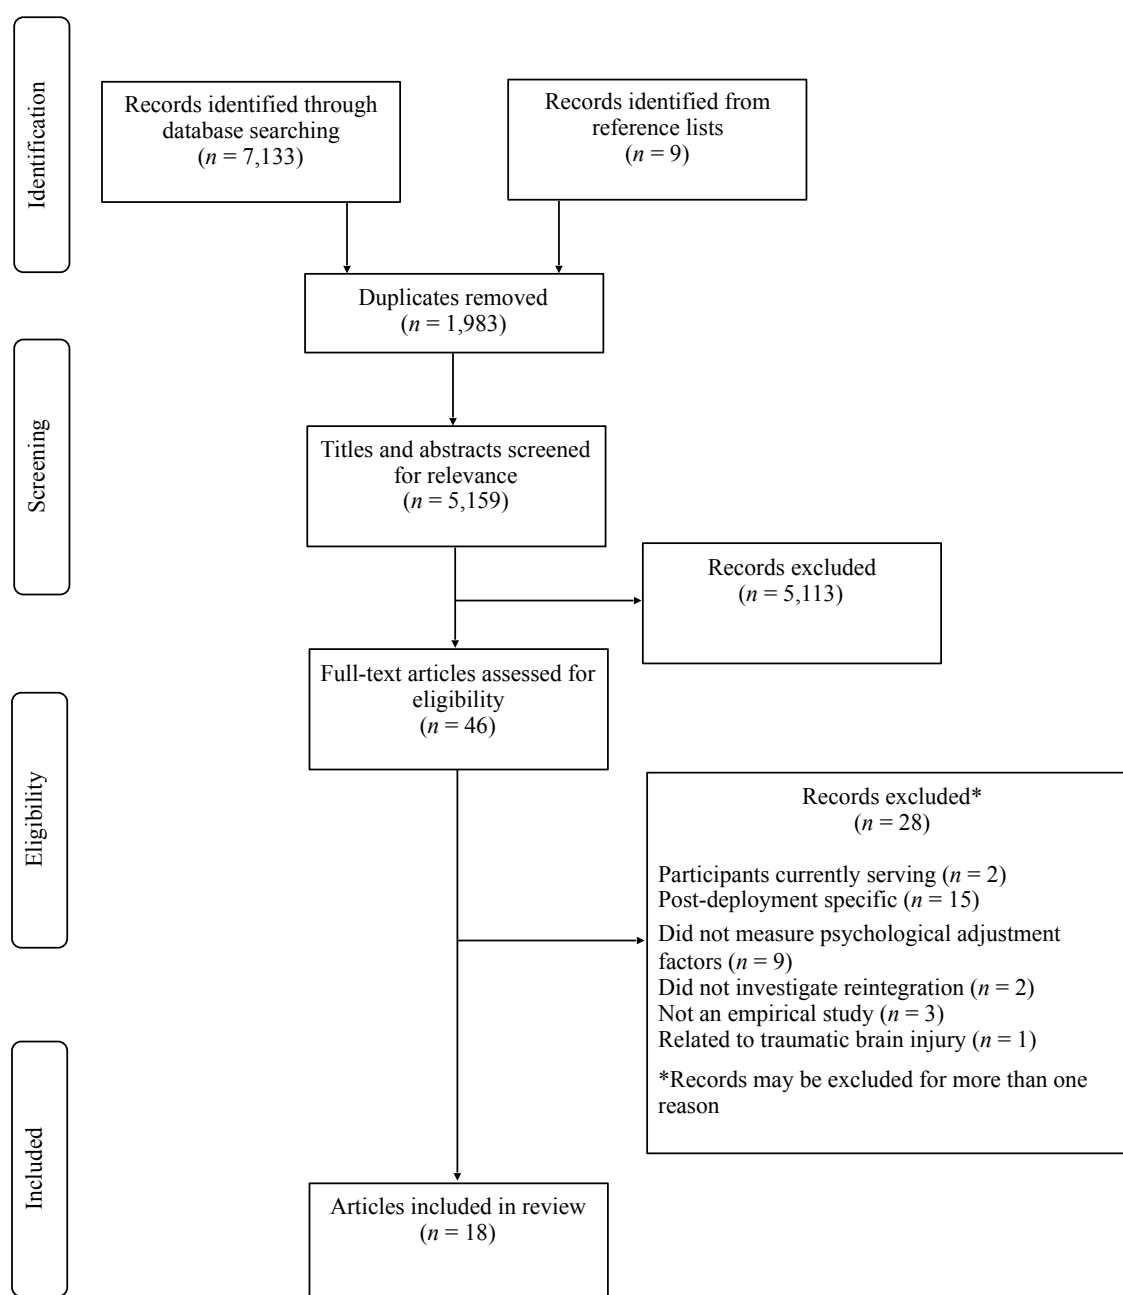 Identification
Records identified through
database searching
(n = 7,133)
Records identified from
reference lists
(n = 9)
Duplicates removed
(n = 1,983)
Screening
Titles and abstracts screened
for relevance
(n = 5,159)
Records excluded
(n = 5,113)
Eligibility
Full-text articles assessed for
eligibility
(n = 46)
Records excluded*
(n = 28)
Participants currently serving (n = 2)
Post-deployment specific (n = 15)
Did not measure psychological adjustment
factors (n = 9)
Did not investigate reintegration (n = 2)
Not an empirical study (n = 3)
Related to traumatic brain injury (n = 1)
*Records may be excluded for more than one
reason
Included
Articles included in review
(n = 18)